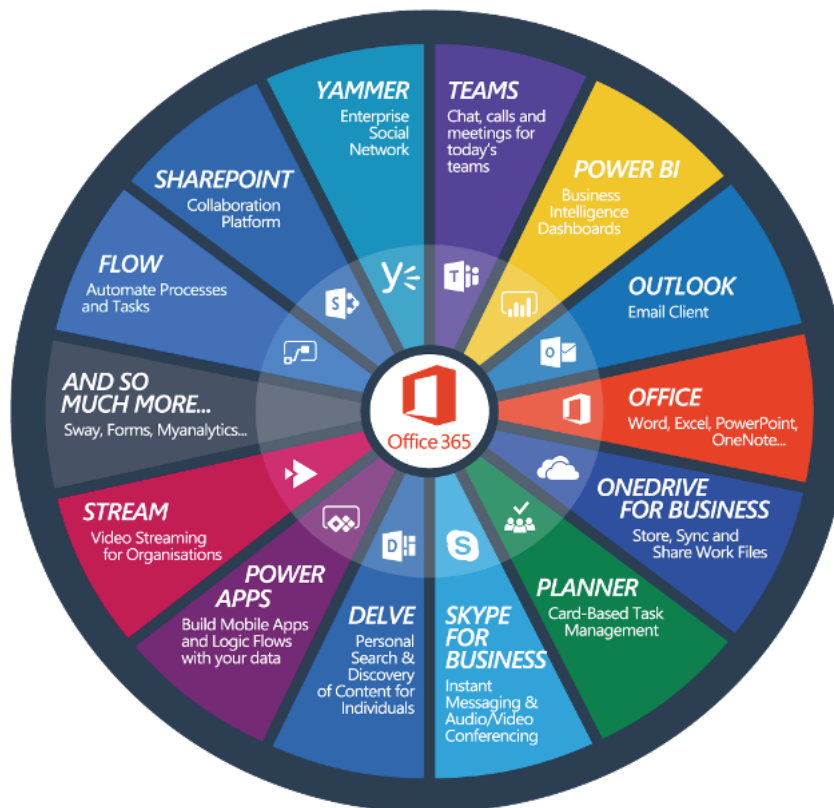 YAMMER
Enterprise
Social
Network
TEAMS
Chat, calls and
meetings for
today's
teams
POWER BI
Business
Intelligence
Dashboards
OUTLOOK
Email Client
OFFICE
Word, Excel, PowerPoint,
OneNote...
ONEDRIVE
FOR BUSINESS
Store, Sync and
Share Work Files
PLANNER
Card-Based Task
Management
SKYPE
FOR
BUSINESS
Instant
Messaging &
Audio/Video
Conferencing
DELVE
Personal
Search &
Discovery
of Content for
Individuals
POWER
APPS
Build Mobile Apps
and Logic Flows
with your data
STREAM
Video Streaming
for Organisations
AND SO
MUCH MORE...
Sway, Forms, Myanalytics...
FLOW
Automate Processes
and Tasks
SHAREPOINT
Collaboration
Platform
S
y
T
O
D
S
Office 365